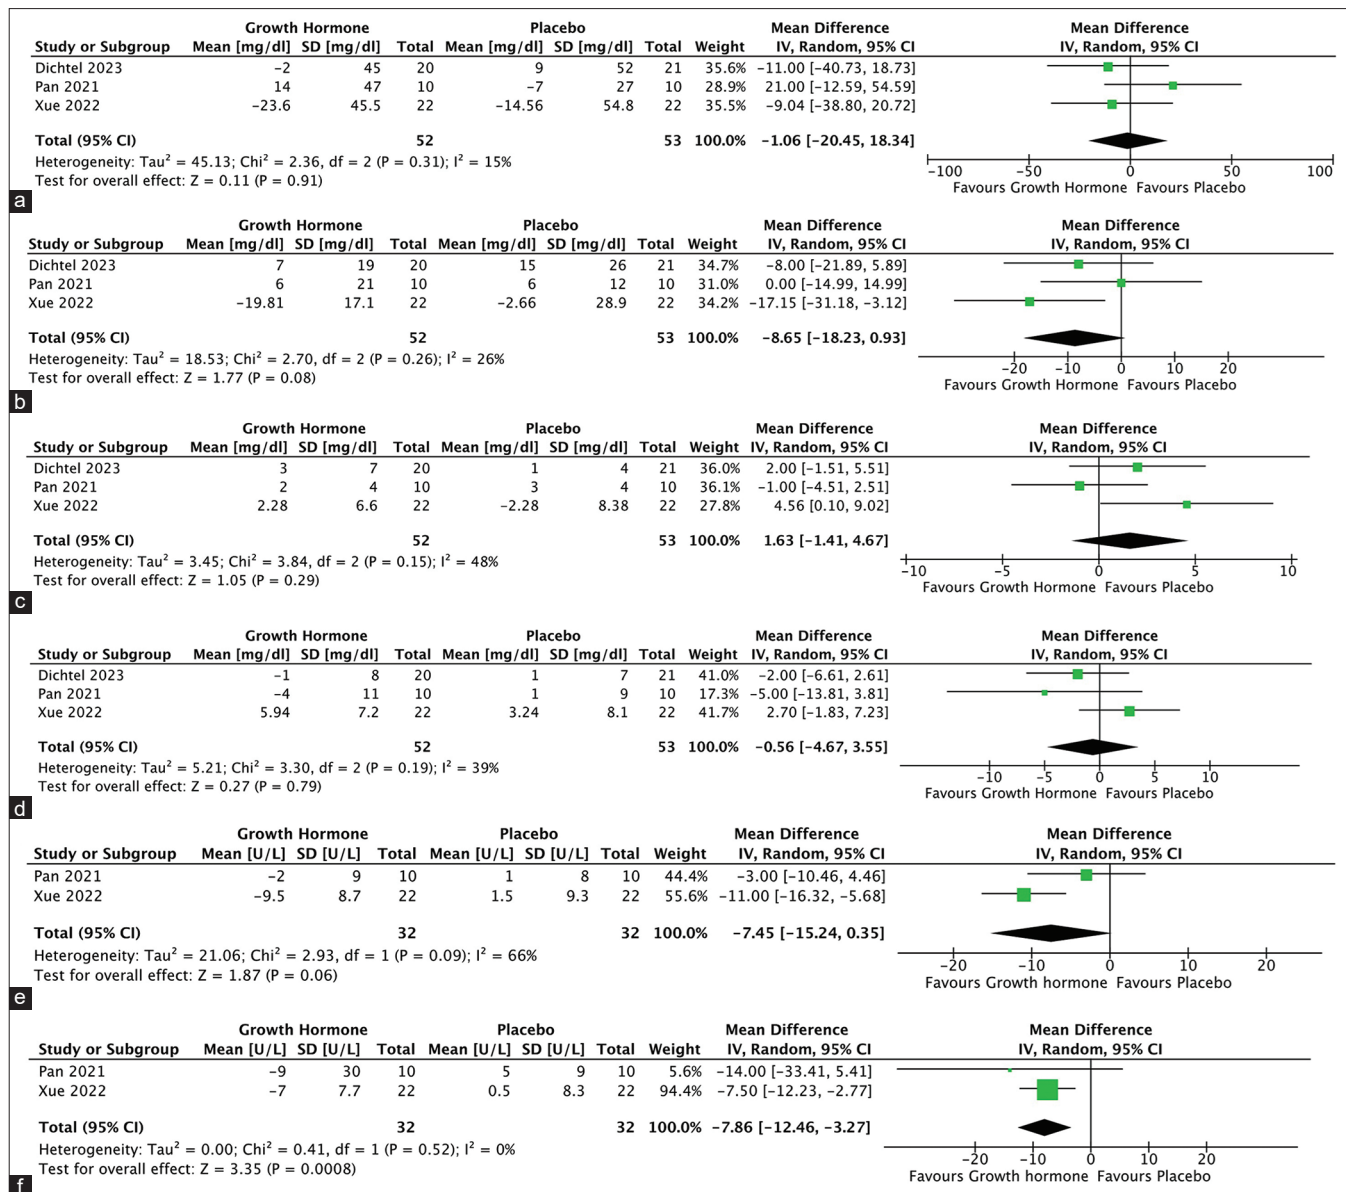 Growth Hormone Placebo Mean Difference Mean Difference
Study or Subgroup Mean [mg/dl] SD [mg/dl] Total Mean [mg/dl] SD [mg/dl] Total Weight IV, Random, 95% CI IV, Random, 95% CI
Dichtel 2023 −2 45 20 9 52 21 35.6% −11.00 [−40.73, 18.73]
Pan 2021 14 47 10 −7 27 10 28.9% 21.00 [−12.59, 54.59]
Xue 2022 −23.6 45.5 22 −14.56 54.8 22 35.5% −9.04 [−38.80, 20.72]
Total (95% CI) 52 53 100.0% −1.06 [−20.45, 18.34]
Heterogeneity: Tau² = 45.13; Chi² = 2.36, df = 2 (P = 0.31); I² = 15%
Test for overall effect: Z = 0.11 (P = 0.91)
−100 −50 0 50 100
Favours Growth Hormone Favours Placebo
a
Growth Hormone Placebo Mean Difference Mean Difference
Study or Subgroup Mean [mg/dl] SD [mg/dl] Total Mean [mg/dl] SD [mg/dl] Total Weight IV, Random, 95% CI IV, Random, 95% CI
Dichtel 2023 7 19 20 15 26 21 34.7% −8.00 [−21.89, 5.89]
Pan 2021 6 21 10 6 12 10 31.0% 0.00 [−14.99, 14.99]
Xue 2022 −19.81 17.1 22 −2.66 28.9 22 34.2% −17.15 [−31.18, −3.12]
Total (95% CI) 52 53 100.0% −8.65 [−18.23, 0.93]
Heterogeneity: Tau² = 18.53; Chi² = 2.70, df = 2 (P = 0.26); I² = 26%
Test for overall effect: Z = 1.77 (P = 0.08)
−20 −10 0 10 20
Favours Growth Hormone Favours Placebo
b
Growth Hormone Placebo Mean Difference Mean Difference
Study or Subgroup Mean [mg/dl] SD [mg/dl] Total Mean [mg/dl] SD [mg/dl] Total Weight IV, Random, 95% CI IV, Random, 95% CI
Dichtel 2023 3 7 20 1 4 21 36.0% 2.00 [−1.51, 5.51]
Pan 2021 2 4 10 3 4 10 36.1% −1.00 [−4.51, 2.51]
Xue 2022 2.28 6.6 22 −2.28 8.38 22 27.8% 4.56 [0.10, 9.02]
Total (95% CI) 52 53 100.0% 1.63 [−1.41, 4.67]
Heterogeneity: Tau² = 3.45; Chi² = 3.84, df = 2 (P = 0.15); I² = 48%
Test for overall effect: Z = 1.05 (P = 0.29)
−10 −5 0 5 10
Favours Growth Hormone Favours Placebo
c
Growth Hormone Placebo Mean Difference Mean Difference
Study or Subgroup Mean [mg/dl] SD [mg/dl] Total Mean [mg/dl] SD [mg/dl] Total Weight IV, Random, 95% CI IV, Random, 95% CI
Dichtel 2023 −1 8 20 1 7 21 41.0% −2.00 [−6.61, 2.61]
Pan 2021 −4 11 10 1 9 10 17.3% −5.00 [−13.81, 3.81]
Xue 2022 5.94 7.2 22 3.24 8.1 22 41.7% 2.70 [−1.83, 7.23]
Total (95% CI) 52 53 100.0% −0.56 [−4.67, 3.55]
Heterogeneity: Tau² = 5.21; Chi² = 3.30, df = 2 (P = 0.19); I² = 39%
Test for overall effect: Z = 0.27 (P = 0.79)
−10 −5 0 5 10
Favours Growth Hormone Favours Placebo
d
Growth Hormone Placebo Mean Difference Mean Difference
Study or Subgroup Mean [U/L] SD [U/L] Total Mean [U/L] SD [U/L] Total Weight IV, Random, 95% CI IV, Random, 95% CI
Pan 2021 −2 9 10 1 8 10 44.4% −3.00 [−10.46, 4.46]
Xue 2022 −9.5 8.7 22 1.5 9.3 22 55.6% −11.00 [−16.32, −5.68]
Total (95% CI) 32 32 100.0% −7.45 [−15.24, 0.35]
Heterogeneity: Tau² = 21.06; Chi² = 2.93, df = 1 (P = 0.09); I² = 66%
Test for overall effect: Z = 1.87 (P = 0.06)
−20 −10 0 10 20
Favours Growth hormone Favours Placebo
e
Growth Hormone Placebo Mean Difference Mean Difference
Study or Subgroup Mean [U/L] SD [U/L] Total Mean [U/L] SD [U/L] Total Weight IV, Random, 95% CI IV, Random, 95% CI
Pan 2021 −9 30 10 5 9 10 5.6% −14.00 [−33.41, 5.41]
Xue 2022 −7 7.7 22 0.5 8.3 22 94.4% −7.50 [−12.23, −2.77]
Total (95% CI) 32 32 100.0% −7.86 [−12.46, −3.27]
Heterogeneity: Tau² = 0.00; Chi² = 0.41, df = 1 (P = 0.52); I² = 0%
Test for overall effect: Z = 3.35 (P = 0.0008)
−20 −10 0 10 20
Favours Growth hormone Favours Placebo
f